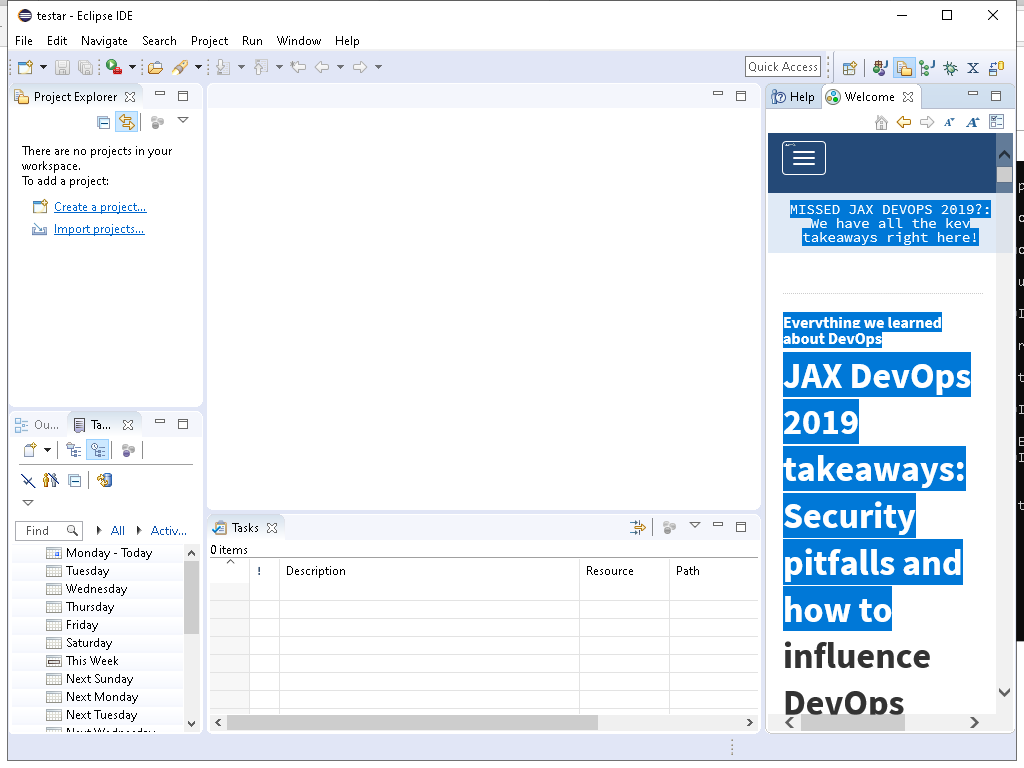 testar - Eclipse IDE
File Edit Navigate Search Project Run Window Help
Quick Access
Project Explorer
There are no projects in your
workspace.
To add a project:
Create a project...
Import projects...
Ou...
Ta...
Find
All
Activ...
Monday - Today
Tuesday
Wednesday
Thursday
Friday
Saturday
This Week
Next Sunday
Next Monday
Next Tuesday
Next Wednesday
Tasks
0 items
! Description Resource Path
Help
Welcome
MISSED JAX DEVOPS 2019?:
We have all the key
takeaways right here!
Everything we learned
about DevOps
JAX DevOps
2019
takeaways:
Security
pitfalls and
how to
influence
DevOps